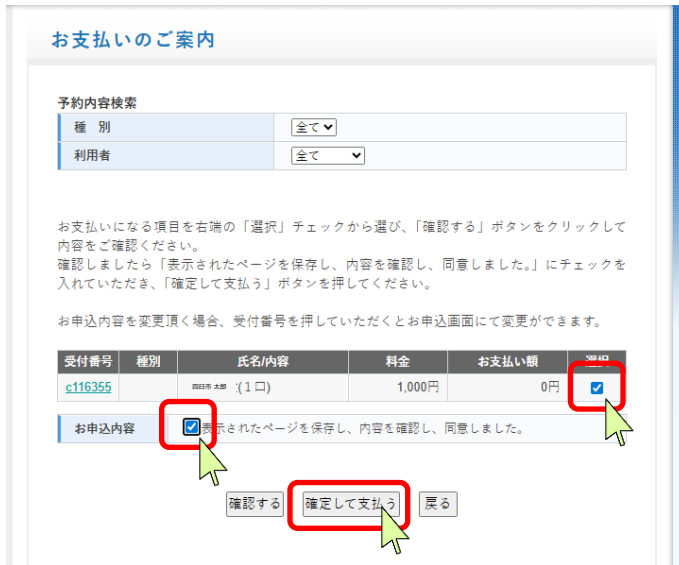 お支払いのご案内
予約内容検索
種 別 全て
利用者 全て
お支払いになる項目を右端の「選択」チェックから選び、「確認する」ボタンをクリックして
内容をご確認ください。
確認しましたら「表示されたページを保存し、内容を確認し、同意しました。」にチェックを
入れていただき、「確定して支払う」ボタンを押してください。
お申込内容を変更頂く場合、受付番号を押していただくとお申込画面にて変更ができます。
受付番号 種別 氏名/内容 料金 お支払い額 選択
c116355 四日市 太郎 :(１口) 1,000円 0円
お申込内容 表示されたページを保存し、内容を確認し、同意しました。
確認する 確定して支払う 戻る